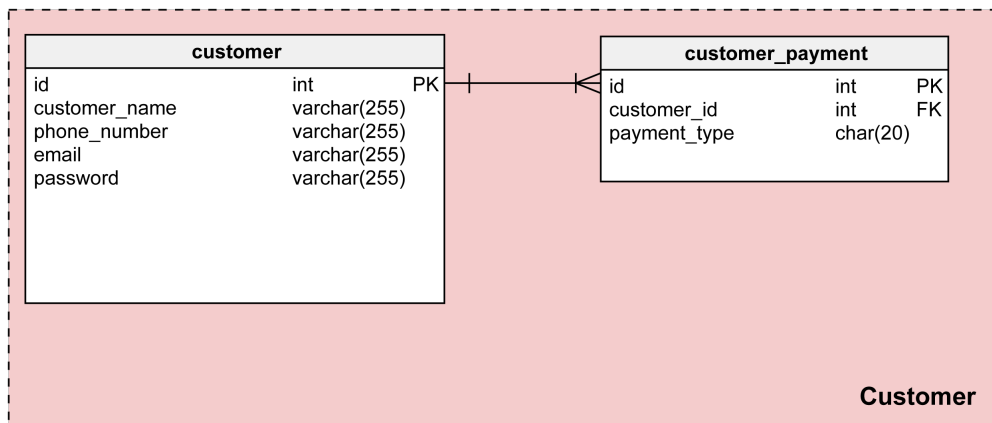 customer
id int PK
customer_name varchar(255)
phone_number varchar(255)
email varchar(255)
password varchar(255)
customer_payment
id int PK
customer_id int FK
payment_type char(20)
Customer